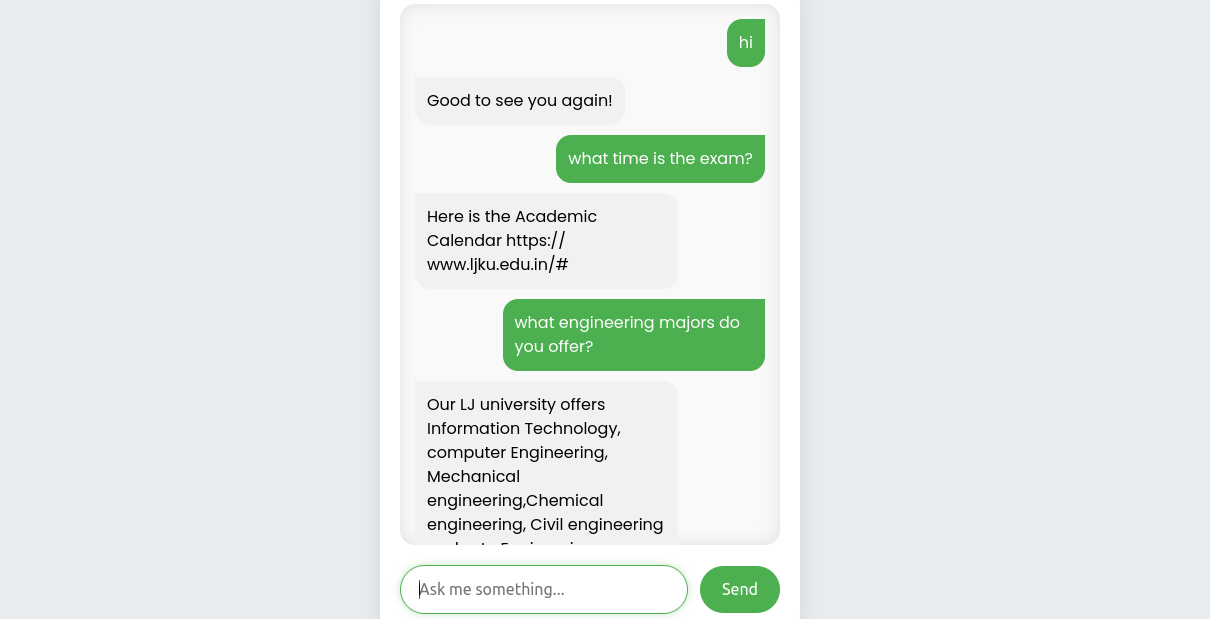 hi
Good to see you again!
what time is the exam?
Here is the Academic
Calendar https://
www.ljku.edu.in/#
what engineering majors do
you offer?
Our LJ university offers
Information Technology,
computer Engineering,
Mechanical
engineering,Chemical
engineering, Civil engineering
Ask me something...
Send